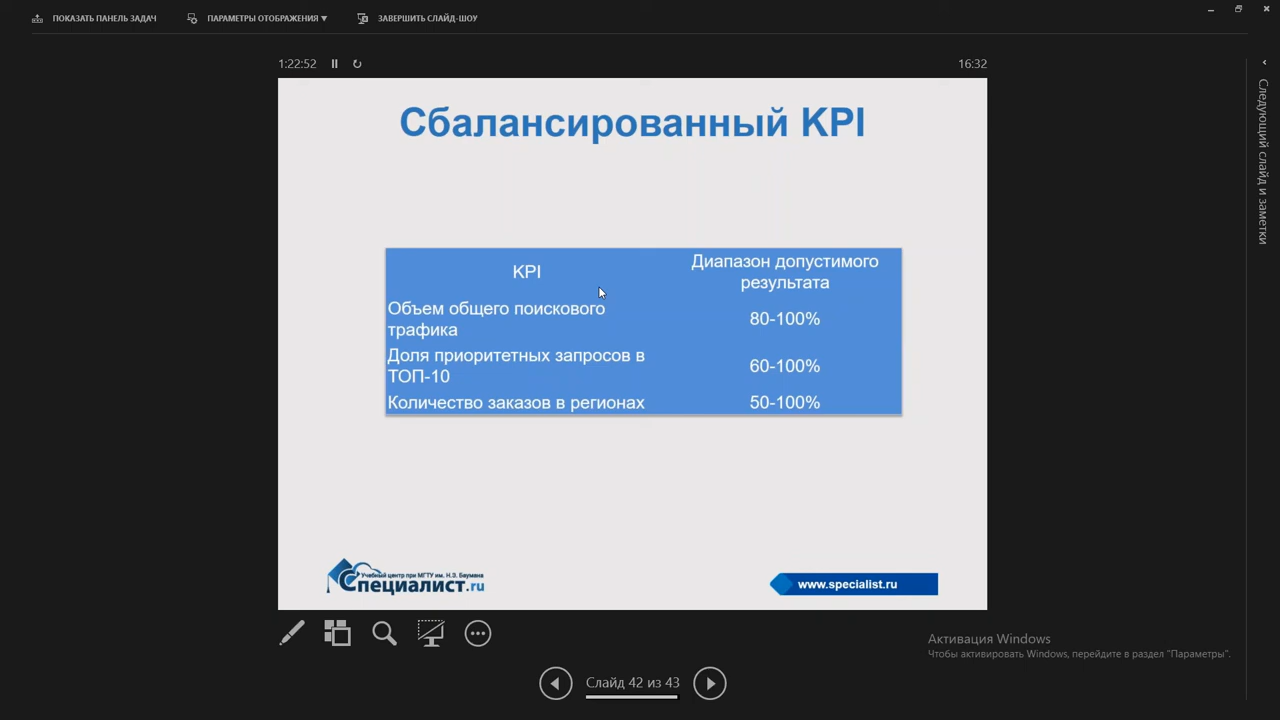 ПОКАЗАТЬ ПАНЕЛЬ ЗАДАЧ
ПАРАМЕТРЫ ОТОБРАЖЕНИЯ ▼
ЗАВЕРШИТЬ СЛАЙД-ШОУ
1:22:52
16:32
Следующий слайд и заметки
Сбалансированный KPI
KPI
Диапазон допустимого
результата
Объем общего поискового
трафика
80-100%
Доля приоритетных запросов в
ТОП-10
60-100%
Количество заказов в регионах
50-100%
Учебный центр при МГТУ им. Н.Э. Баумана
Специалист.ru
www.specialist.ru
Активация Windows
Чтобы активировать Windows, перейдите в раздел "Параметры".
Слайд 42 из 43